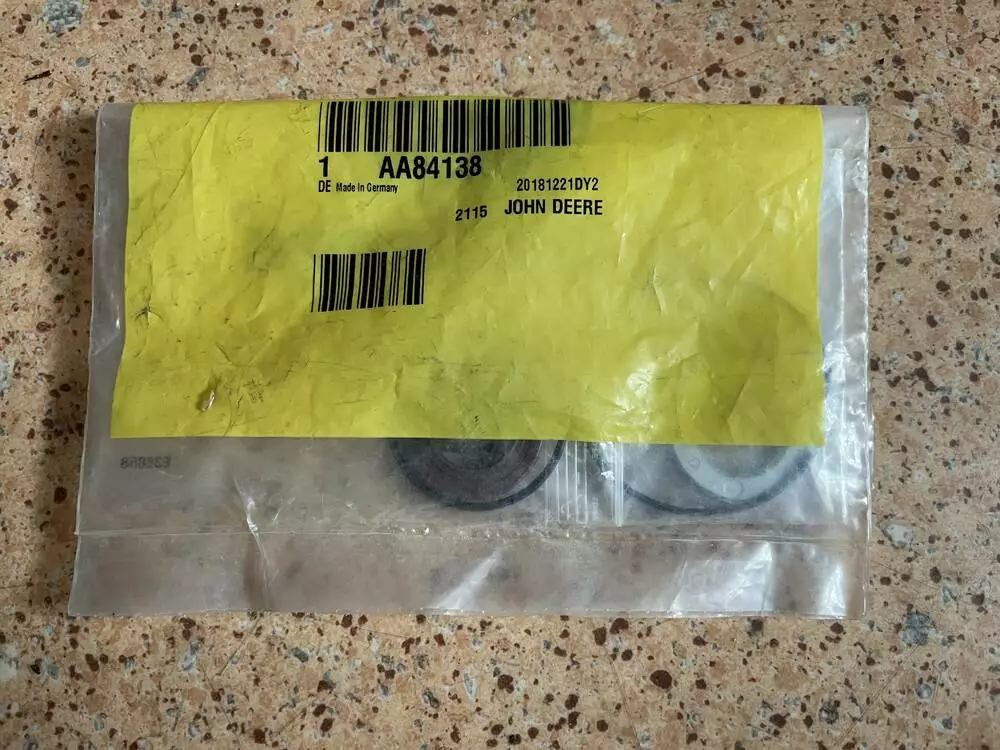 1 AA84138
DE Made In Germany
20181221DY2
2115 JOHN DEERE